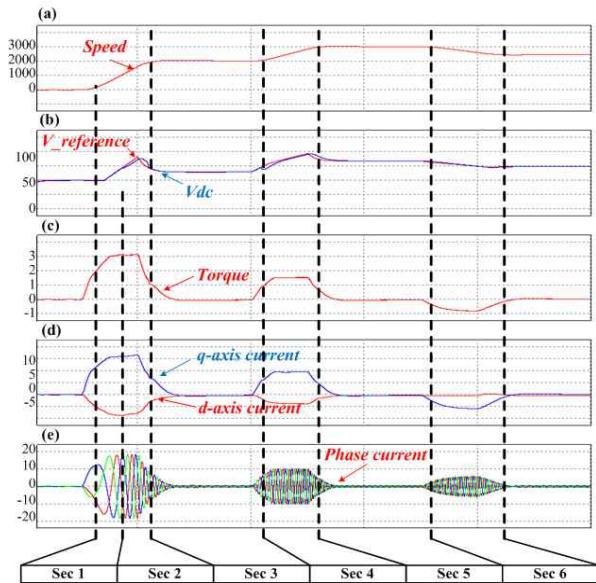 (a)
3000
2000
1000
0
Speed
(b)
V_reference
100
50
0
Vdc
(c)
3
2
1
0
-1
Torque
(d)
10
5
0
-5
q-axis current
d-axis current
(e)
20
10
0
-10
-20
Phase current
Sec 1
Sec 2
Sec 3
Sec 4
Sec 5
Sec 6